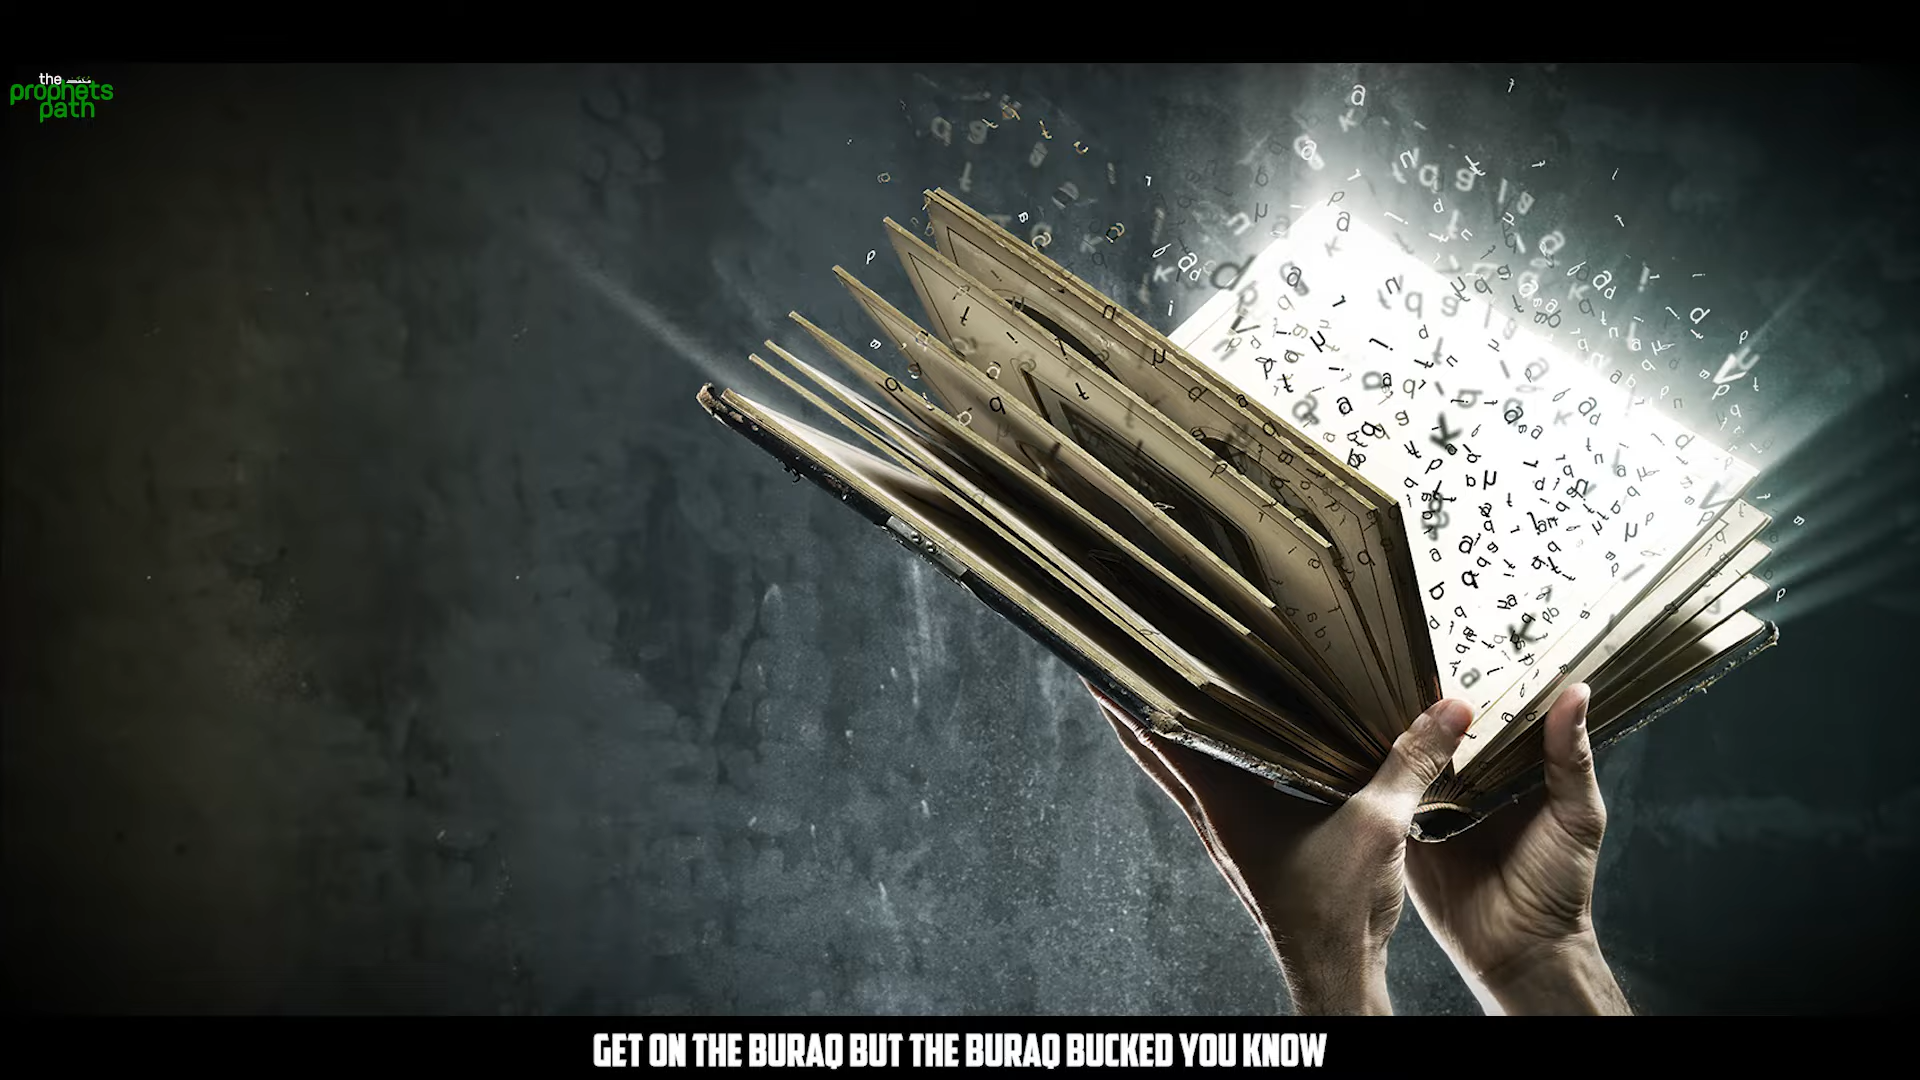 the
prophets
path
GET ON THE BURAQ BUT THE BURAQ BUCKED YOU KNOW